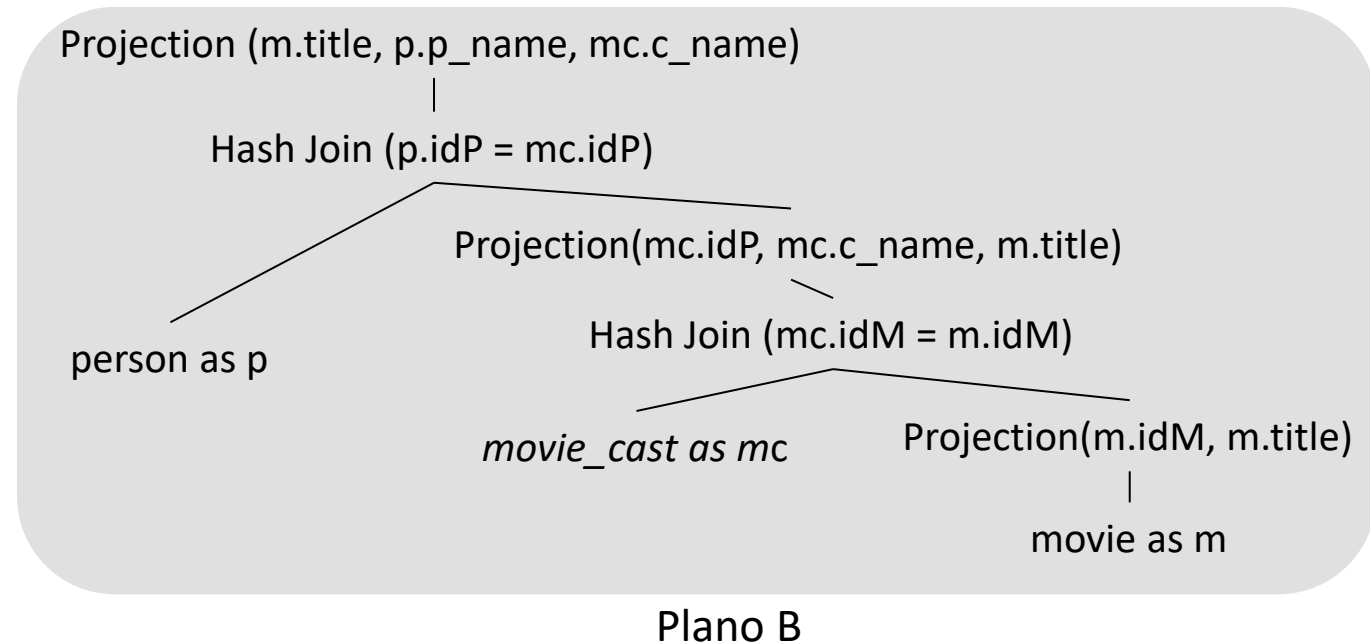 Projection (m.title, p.p_name, mc.c_name)
Hash Join (p.idP = mc.idP)
Projection(mc.idP, mc.c_name, m.title)
Hash Join (mc.idM = m.idM)
person as p
movie_cast as mc
Projection(m.idM, m.title)
movie as m
Plano B